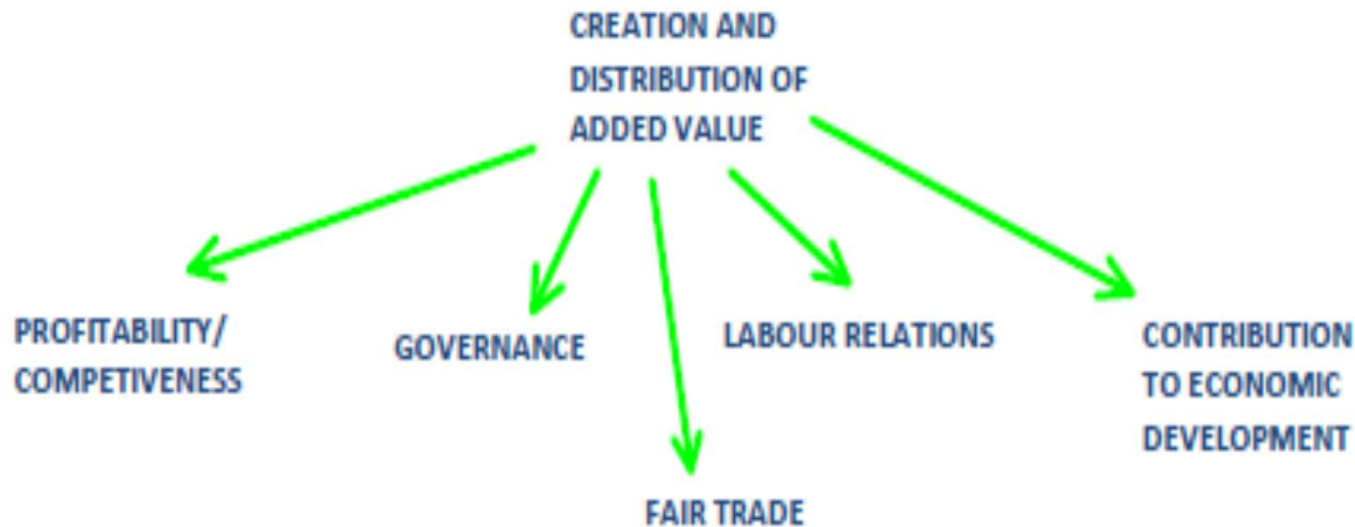 CREATION AND
DISTRIBUTION OF
ADDED VALUE
PROFITABILITY/
COMPETIVENESS
GOVERNANCE
LABOUR RELATIONS
CONTRIBUTION
TO ECONOMIC
DEVELOPMENT
FAIR TRADE